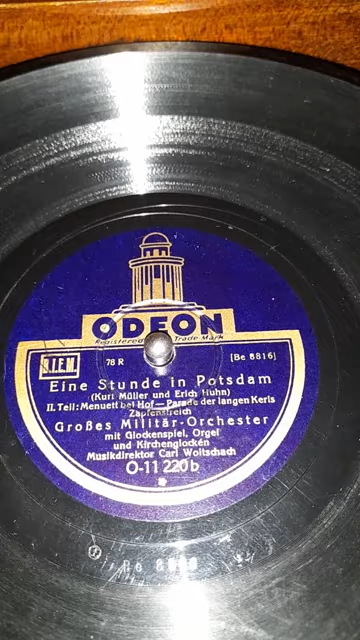 ODEON
Registered Trade Mark
B.I.E.M.
78 R
[Be 8816]
Eine Stunde in Potsdam
(Kurt Müller und Erich Huhn)
II. Teil: Menuett bei Hof — Parade der langen Kerls
Zapfenstreich
Großes Militär-Orchester
mit Glockenspiel, Orgel
und Kirchenglocken
Musikdirektor Carl Woitschach
O-11 220b